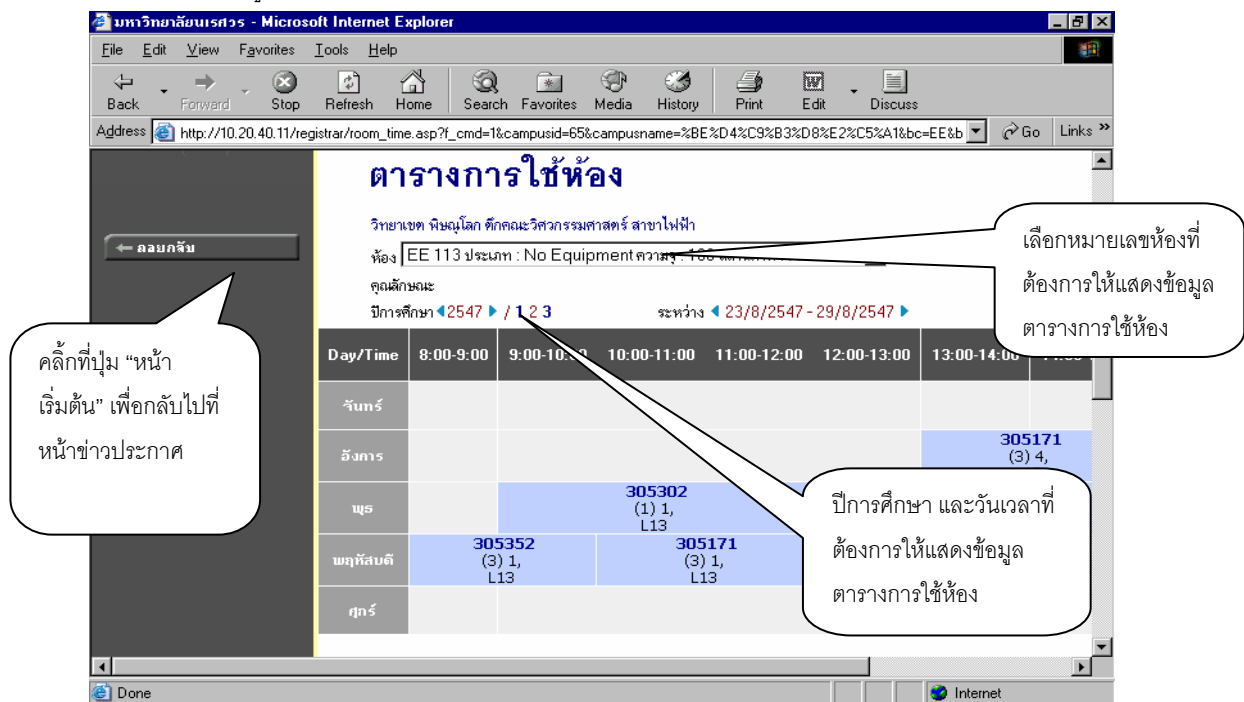 มหาวิทยาลัยนเรศวร - Microsoft Internet Explorer
File Edit View Favorites Tools Help
Back Forward Stop Refresh Home Search Favorites Media History Print Edit Discuss
Address http://10.20.40.11/registrar/room_time.asp?f_cmd=1&campusid=65&campusname=%BE%D4%C9%B3%D8%E2%C5%A1&bc=EE&b Go Links »
ตารางการใช้ห้อง
วิทยาเขต พิษณุโลก ตึกคณะวิศวกรรมศาสตร์ สาขาไฟฟ้า
ถอยกลับ
ห้อง EE 113 ประเภท : No Equipment ความจุ :
คุณลักษณะ
ปีการศึกษา 2547 / 1 2 3 ระหว่าง 23/8/2547 - 29/8/2547
เลือกหมายเลขห้องที่
ต้องการให้แสดงข้อมูล
ตารางการใช้ห้อง
คลิ้กที่ปุ่ม “หน้า
เริ่มต้น” เพื่อกลับไปที่
หน้าข่าวประกาศ
Day/Time 8:00-9:00 9:00-10:00 10:00-11:00 11:00-12:00 12:00-13:00 13:00-14:00
จันทร์
อังคาร
305171
(3) 4,
พุธ
305302
(1) 1,
L13
พฤหัสบดี
305352
(3) 1,
L13
305171
(3) 1,
L13
ศุกร์
ปีการศึกษา และวันเวลาที่
ต้องการให้แสดงข้อมูล
ตารางการใช้ห้อง
Done Internet